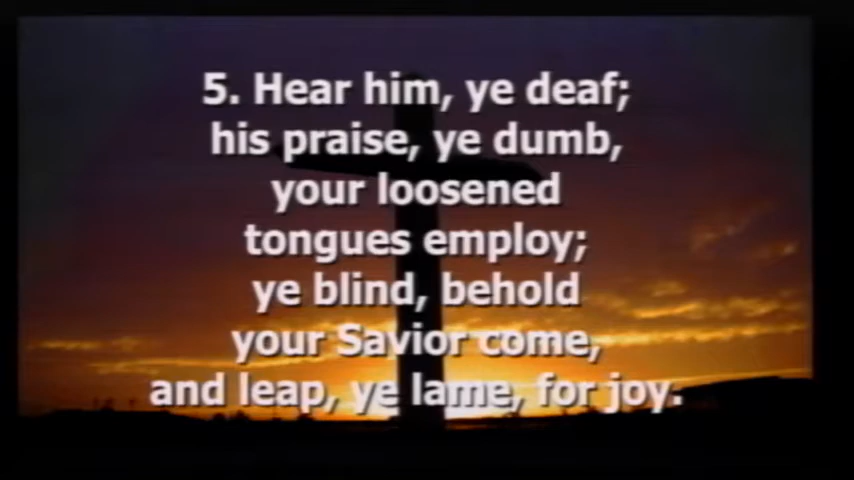 5. Hear him, ye deaf;
his praise, ye dumb,
your loosened
tongues employ;
ye blind, behold
your Savior come,
and leap, ye lame, for joy.